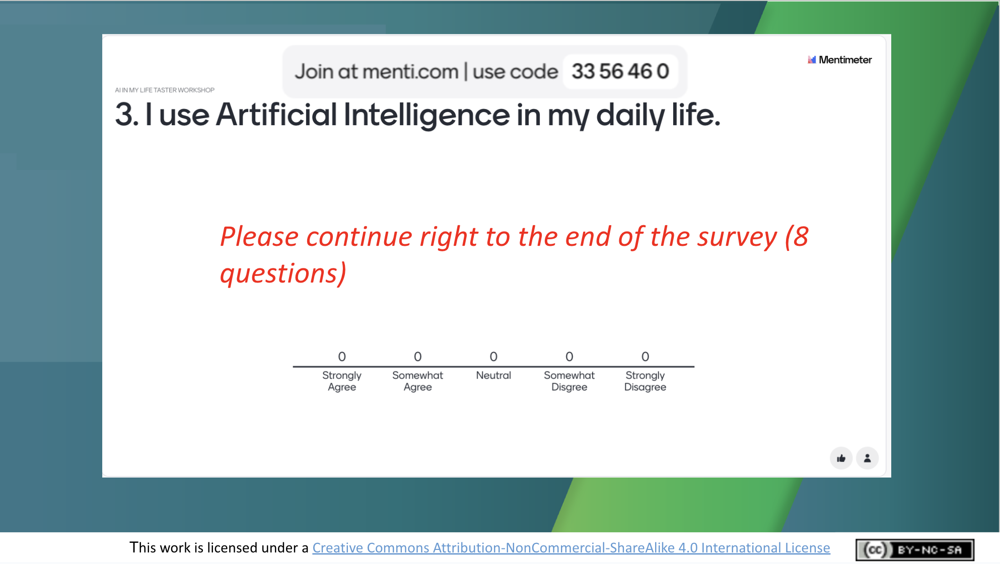 Join at menti.com | use code 33 56 46 0
Mentimeter
AI IN MY LIFE TASTER WORKSHOP
3. I use Artificial Intelligence in my daily life.
Please continue right to the end of the survey (8
questions)
0 0 0 0 0
Strongly Somewhat Neutral Somewhat Strongly
Agree Agree Disgree Disagree
This work is licensed under a Creative Commons Attribution-NonCommercial-ShareAlike 4.0 International License
(cc) BY-NC-SA